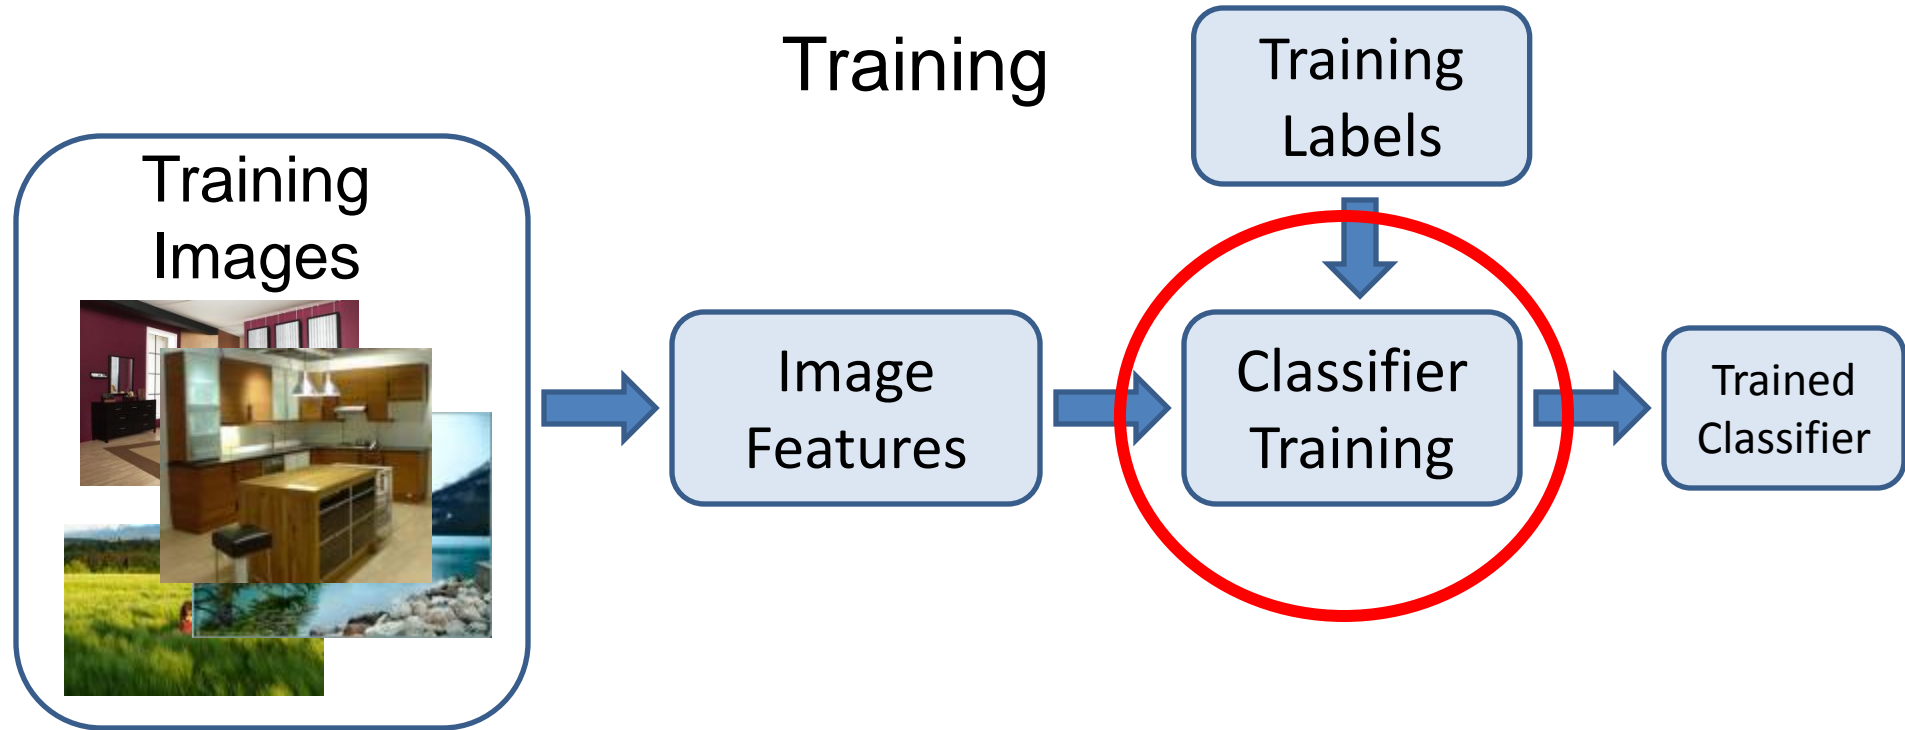 Training
Training
Labels
Training
Images
Image
Features
Classifier
Training
Trained
Classifier